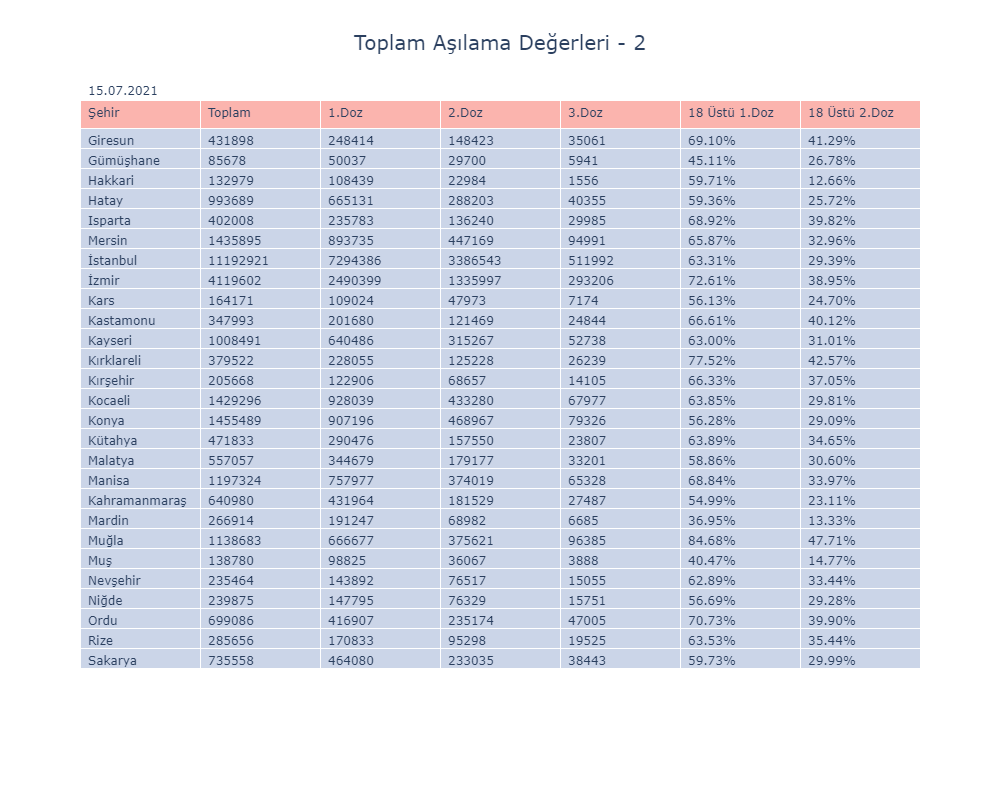 Toplam Aşılama Değerleri - 2
15.07.2021
Şehir Toplam 1.Doz 2.Doz 3.Doz 18 Üstü 1.Doz 18 Üstü 2.Doz
Giresun 431898 248414 148423 35061 69.10% 41.29%
Gümüşhane 85678 50037 29700 5941 45.11% 26.78%
Hakkari 132979 108439 22984 1556 59.71% 12.66%
Hatay 993689 665131 288203 40355 59.36% 25.72%
Isparta 402008 235783 136240 29985 68.92% 39.82%
Mersin 1435895 893735 447169 94991 65.87% 32.96%
İstanbul 11192921 7294386 3386543 511992 63.31% 29.39%
İzmir 4119602 2490399 1335997 293206 72.61% 38.95%
Kars 164171 109024 47973 7174 56.13% 24.70%
Kastamonu 347993 201680 121469 24844 66.61% 40.12%
Kayseri 1008491 640486 315267 52738 63.00% 31.01%
Kırklareli 379522 228055 125228 26239 77.52% 42.57%
Kırşehir 205668 122906 68657 14105 66.33% 37.05%
Kocaeli 1429296 928039 433280 67977 63.85% 29.81%
Konya 1455489 907196 468967 79326 56.28% 29.09%
Kütahya 471833 290476 157550 23807 63.89% 34.65%
Malatya 557057 344679 179177 33201 58.86% 30.60%
Manisa 1197324 757977 374019 65328 68.84% 33.97%
Kahramanmaraş 640980 431964 181529 27487 54.99% 23.11%
Mardin 266914 191247 68982 6685 36.95% 13.33%
Muğla 1138683 666677 375621 96385 84.68% 47.71%
Muş 138780 98825 36067 3888 40.47% 14.77%
Nevşehir 235464 143892 76517 15055 62.89% 33.44%
Niğde 239875 147795 76329 15751 56.69% 29.28%
Ordu 699086 416907 235174 47005 70.73% 39.90%
Rize 285656 170833 95298 19525 63.53% 35.44%
Sakarya 735558 464080 233035 38443 59.73% 29.99%